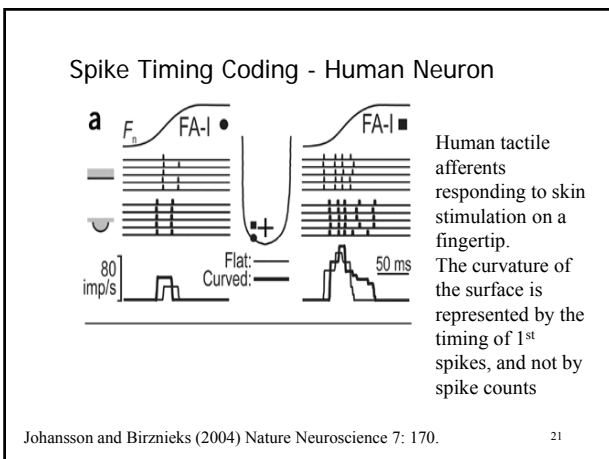 Spike Timing Coding - Human Neuron
a
Fn
FA-I ●
FA-I ■
80
imp/s
Flat:
Curved:
50 ms
Human tactile
afferents
responding to skin
stimulation on a
fingertip.
The curvature of
the surface is
represented by the
timing of 1st
spikes, and not by
spike counts
Johansson and Birznieks (2004) Nature Neuroscience 7: 170.
21